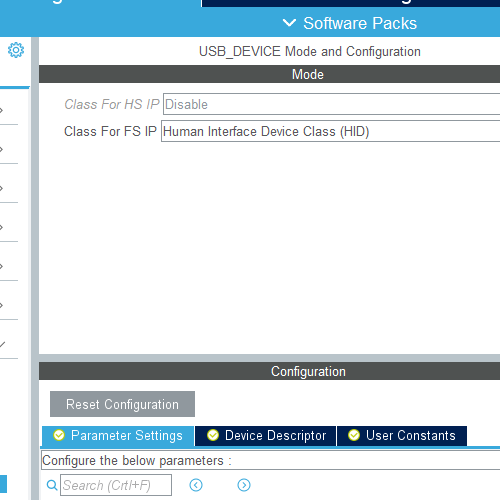 Software Packs
USB_DEVICE Mode and Configuration
Mode
Class For HS IP Disable
Class For FS IP Human Interface Device Class (HID)
Configuration
Reset Configuration
Parameter Settings Device Descriptor User Constants
Configure the below parameters :
Search (Crtl+F)